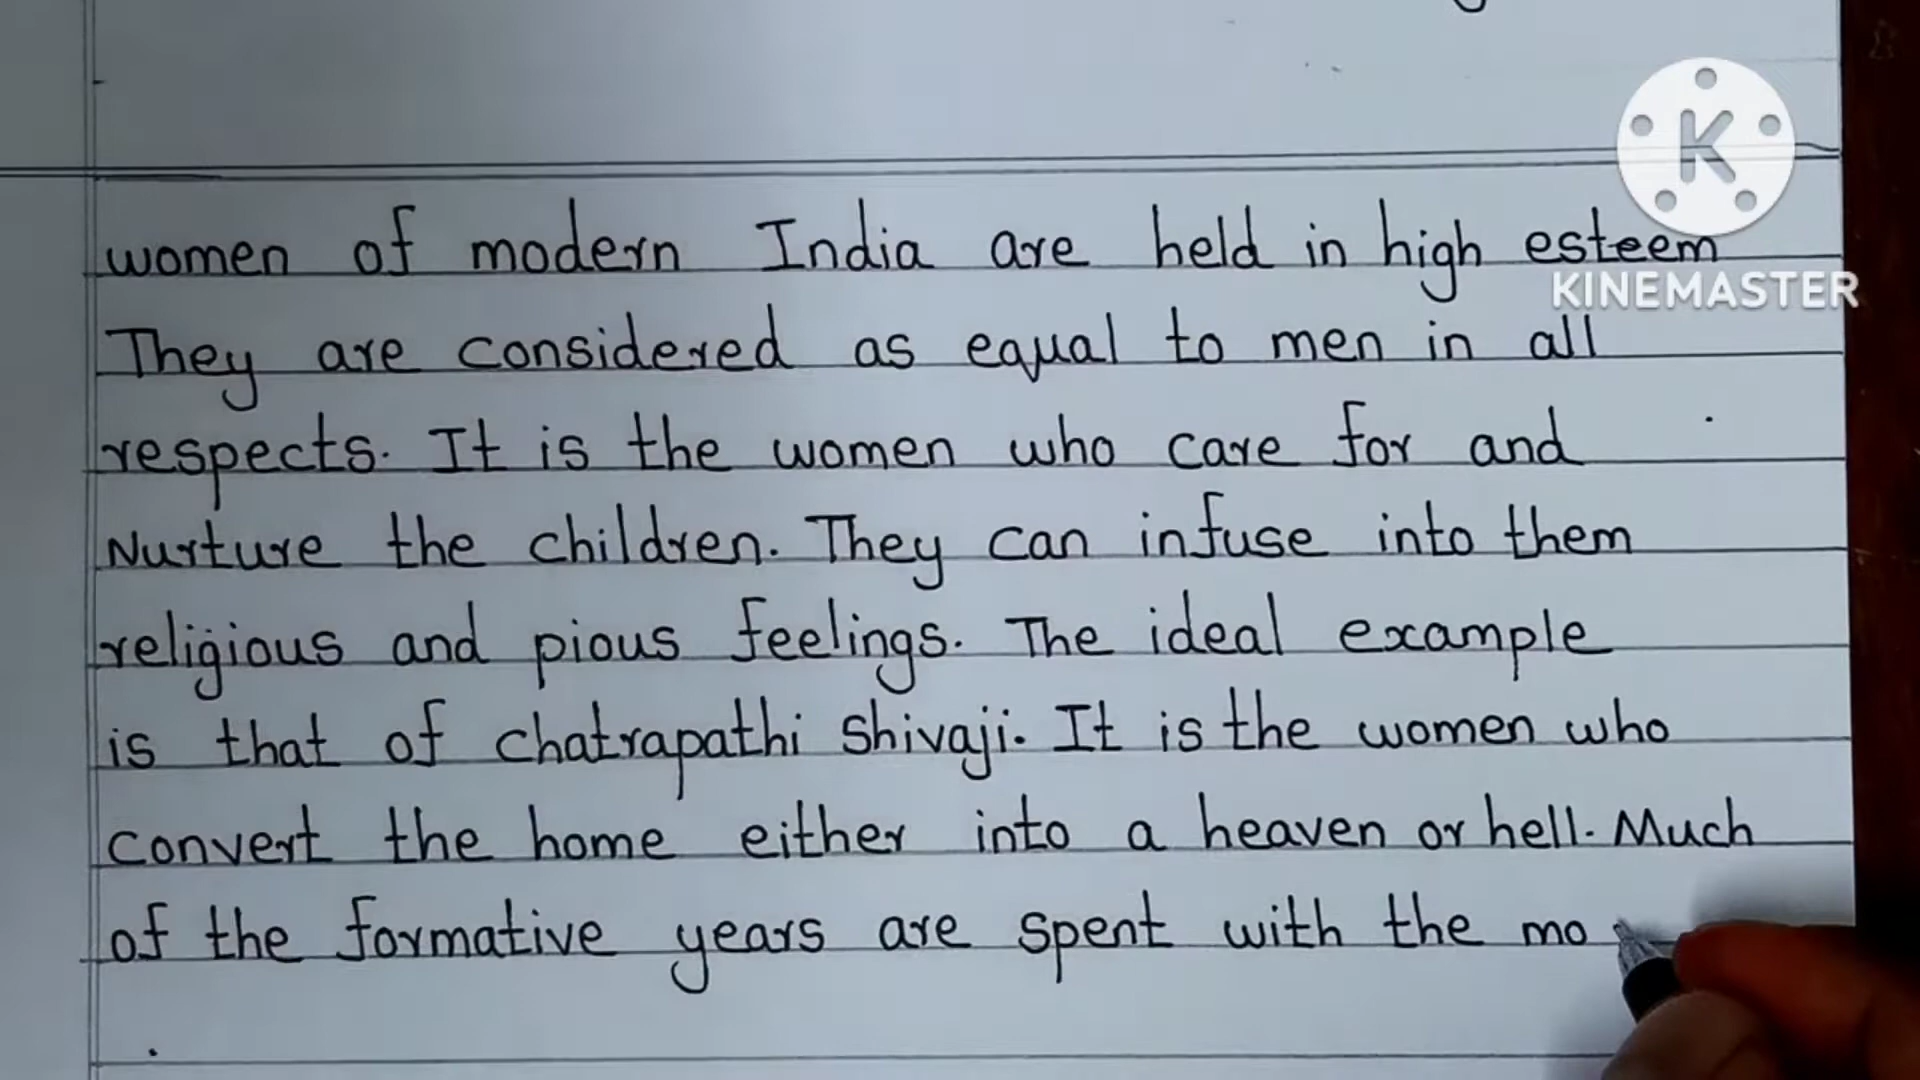 women of modern India are held in high esteem
KINEMASTER
They are considered as equal to men in all
respects. It is the women who care for and
Nurture the children. They can infuse into them
religious and pious feelings. The ideal example
is that of chatrapathi shivaji. It is the women who
convert the home either into a heaven or hell. Much
of the formative years are spent with the mo